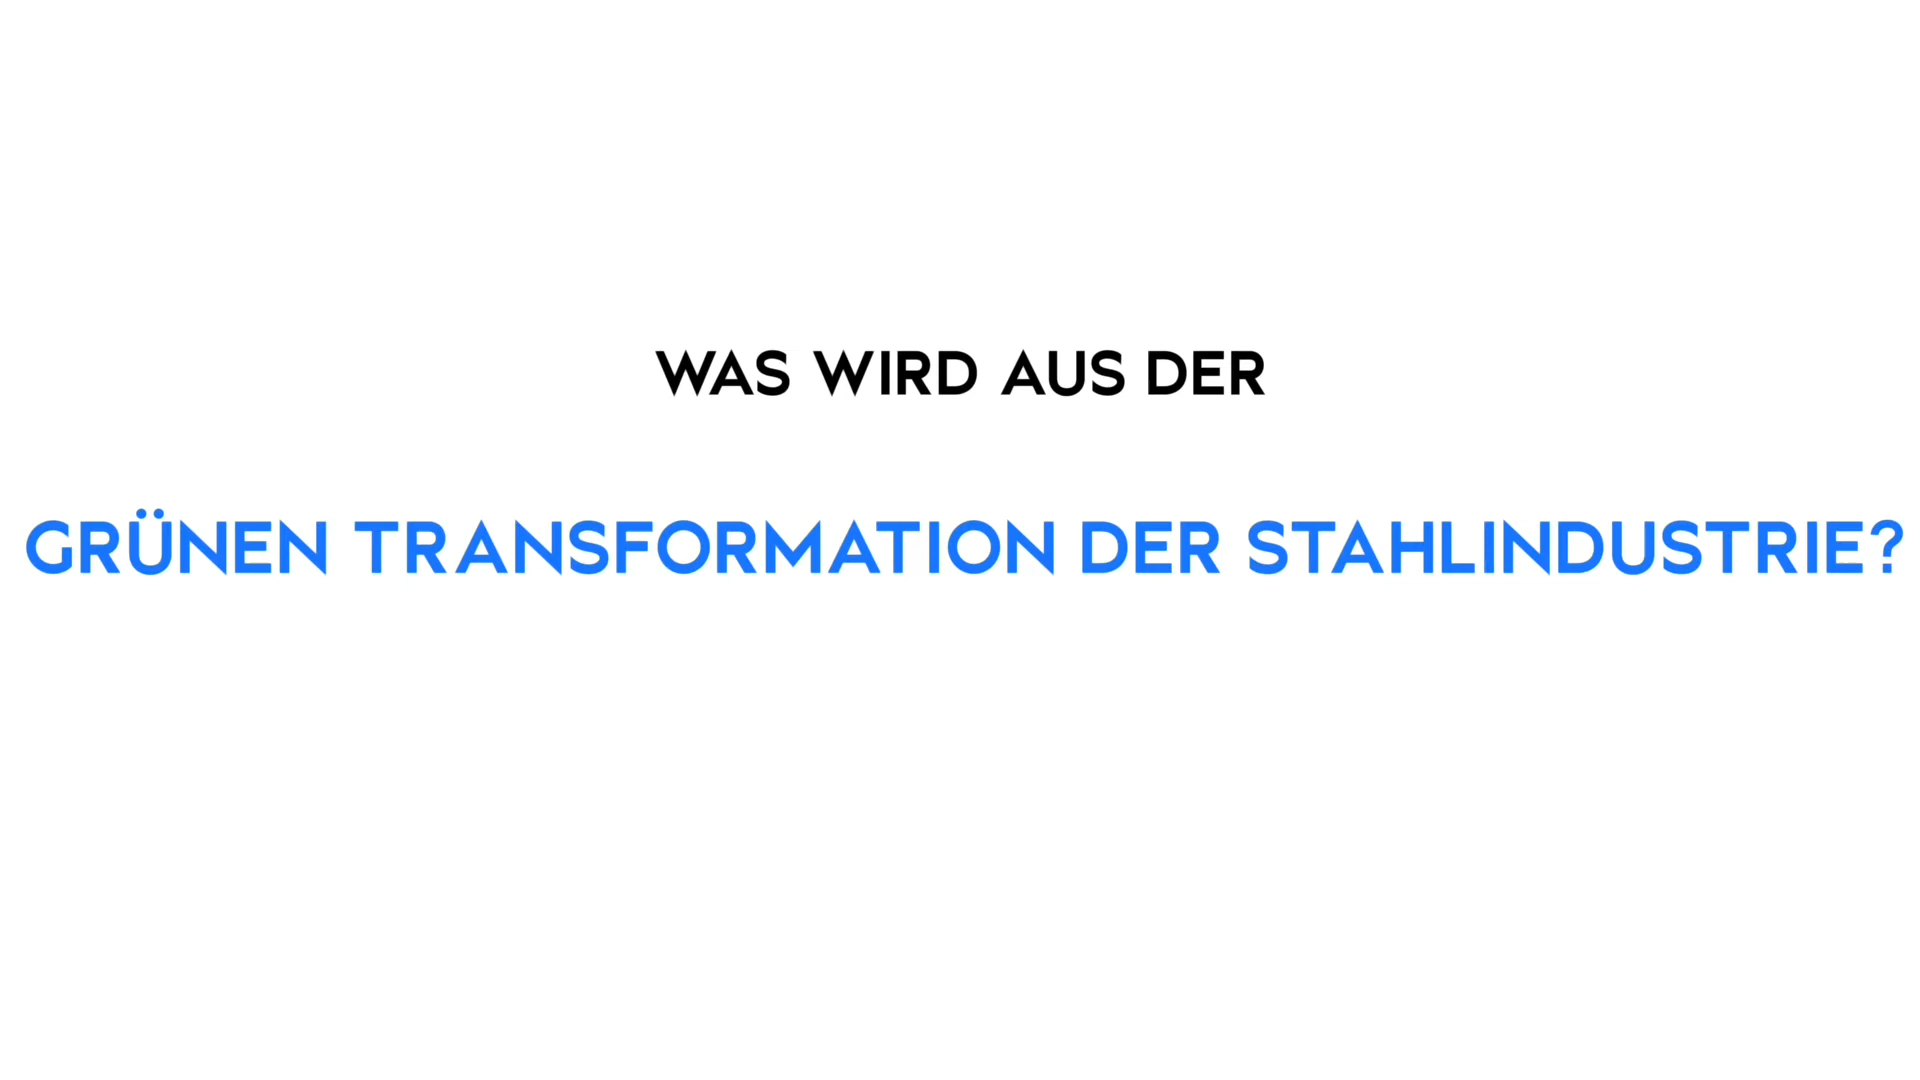 WAS WIRD AUS DER
GRÜNEN TRANSFORMATION DER STAHLINDUSTRIE?